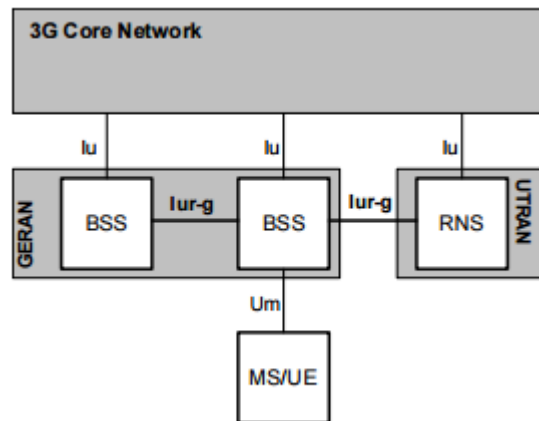 3G Core Network
Iu
Iu
Iu
GERAN
BSS
Iur-g
BSS
Iur-g
RNS
UTRAN
Um
MS/UE